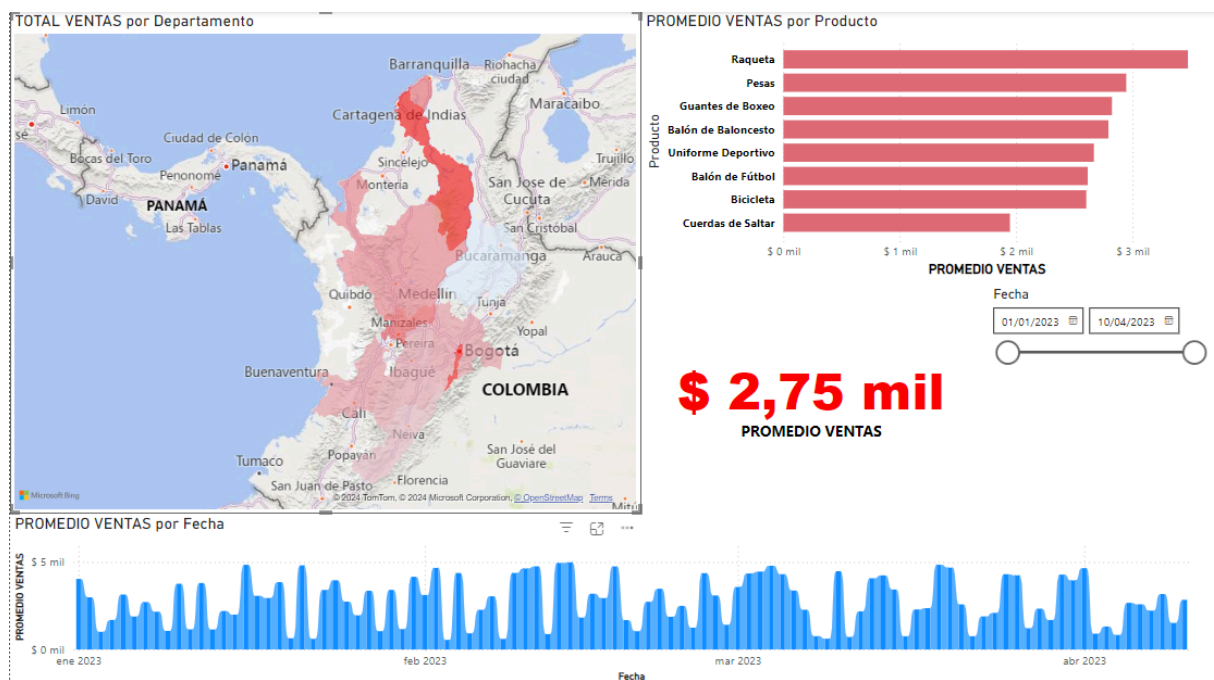 TOTAL VENTAS por Departamento
Barranquilla
Riohacha
ciudad
Maracaibo
Cartagena de Indias
Limón
sé
Ciudad de Colón
Bocas del Toro
Penonomé
Panamá
Sincelejo
Trujillo
Montería
San Jose de
Cucuta
Mérida
David
PANAMÁ
Las Tablas
San Cristóbal
Bucaramanga
Arauca
Quibdó
Medellín
Tunja
Manizales
Yopal
Pereira
Bogotá
Buenaventura
Ibagué
COLOMBIA
Cali
Neiva
Popayán
San José del
Guaviare
Tumaco
San Juan de Pasto
Florencia
Microsoft Bing
© 2024 TomTom, © 2024 Microsoft Corporation, © OpenStreetMap Terms
Mitú
PROMEDIO VENTAS por Producto
Producto
Raqueta
Pesas
Guantes de Boxeo
Balón de Baloncesto
Uniforme Deportivo
Balón de Fútbol
Bicicleta
Cuerdas de Saltar
$ 0 mil $ 1 mil $ 2 mil $ 3 mil
PROMEDIO VENTAS
Fecha
01/01/2023 10/04/2023
$ 2,75 mil
PROMEDIO VENTAS
PROMEDIO VENTAS por Fecha
PROMEDIO VENTAS
$ 5 mil
$ 0 mil
ene 2023 feb 2023 mar 2023 abr 2023
Fecha